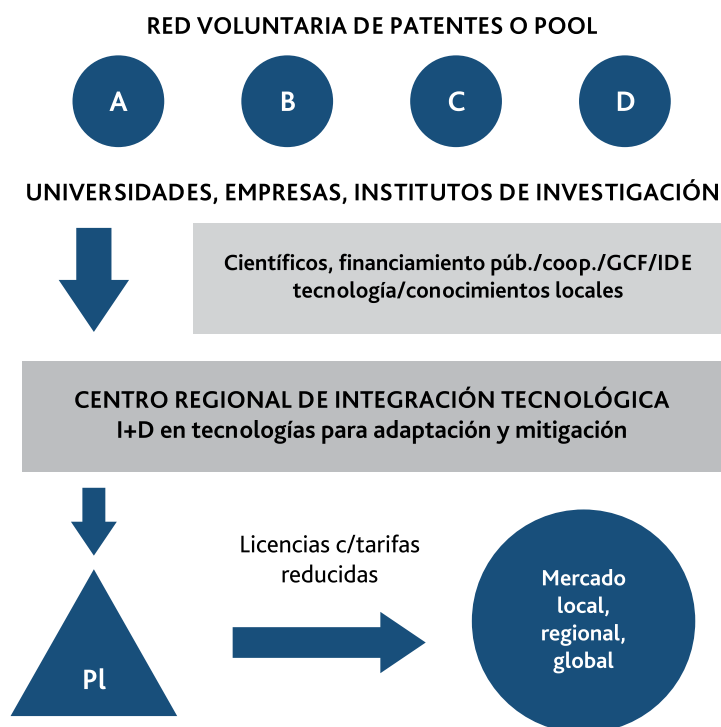 RED VOLUNTARIA DE PATENTES O POOL
A B C D
UNIVERSIDADES, EMPRESAS, INSTITUTOS DE INVESTIGACIÓN
Científicos, financiamiento púb./coop./GCF/IDE
tecnología/conocimientos locales
CENTRO REGIONAL DE INTEGRACIÓN TECNOLÓGICA
I+D en tecnologías para adaptación y mitigación
Licencias c/tarifas
reducidas
Mercado
local,
regional,
global
Pl